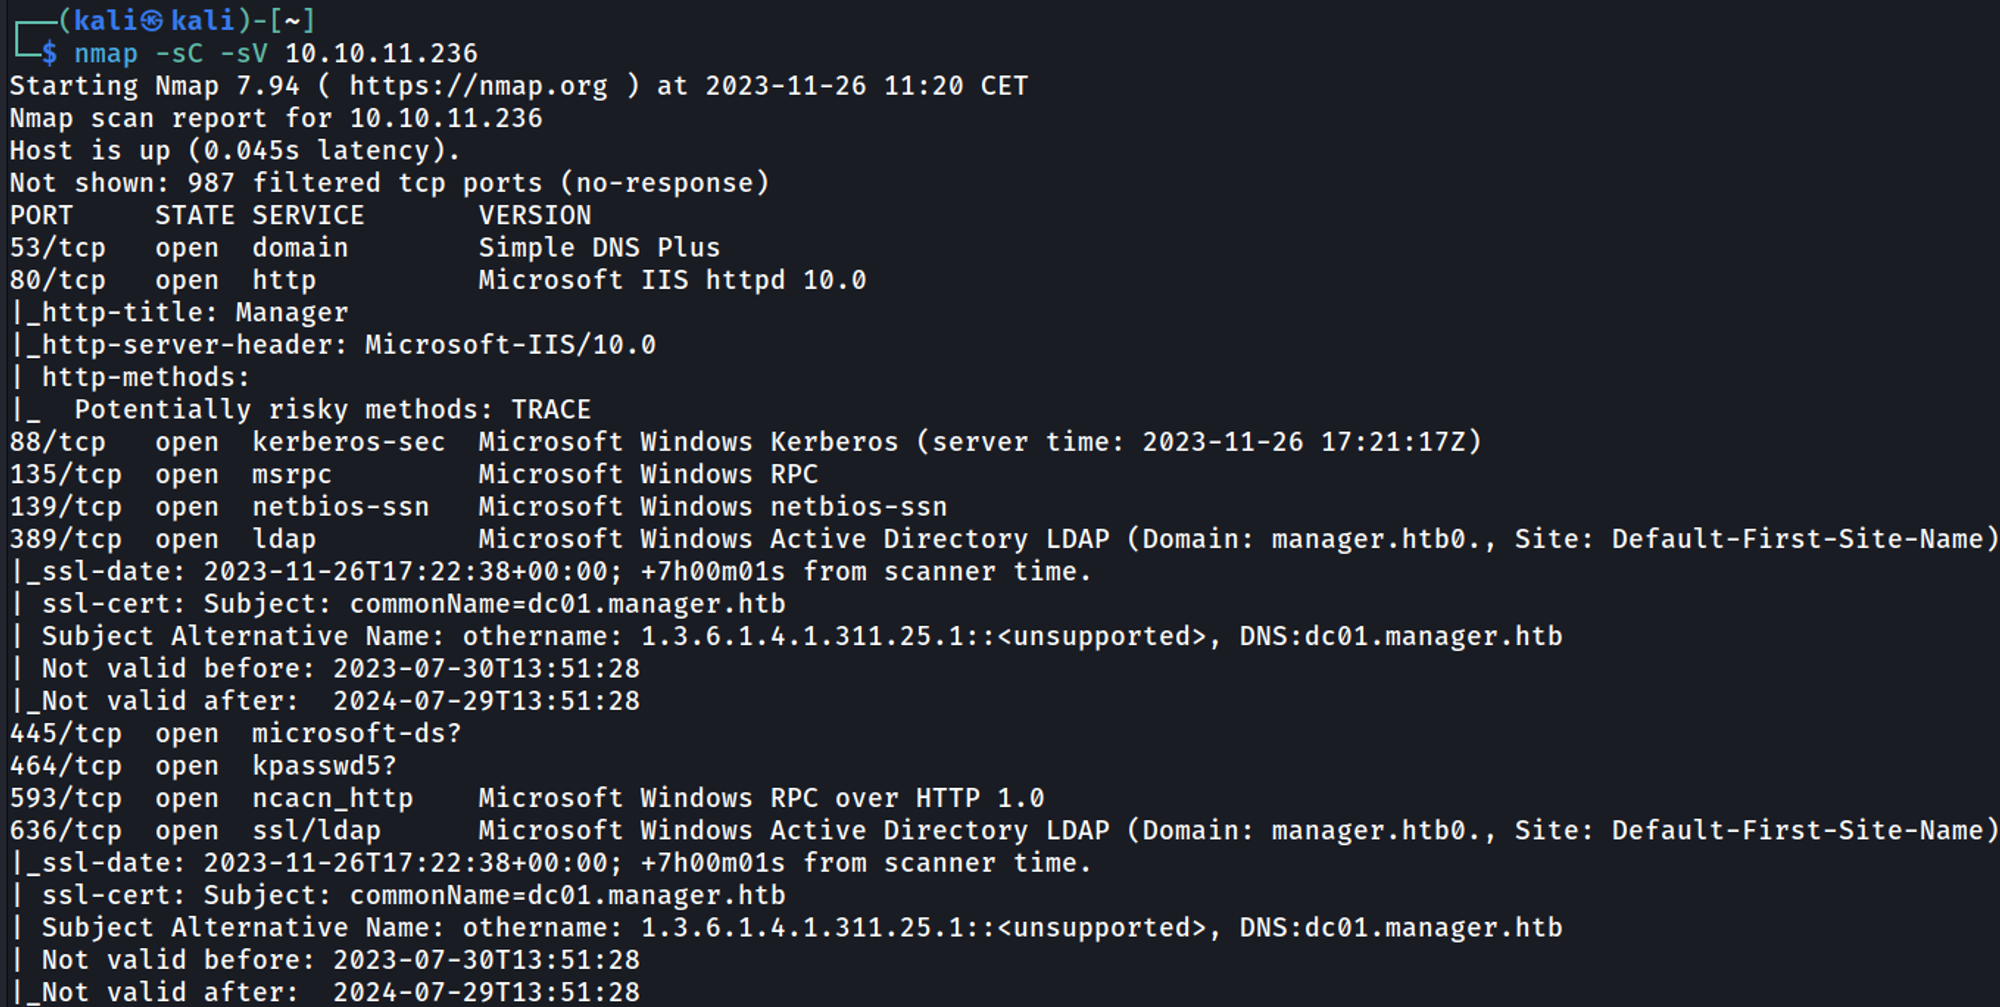 ┌──(kali㉿kali)-[~]
└─$ nmap -sC -sV 10.10.11.236
Starting Nmap 7.94 ( https://nmap.org ) at 2023-11-26 11:20 CET
Nmap scan report for 10.10.11.236
Host is up (0.045s latency).
Not shown: 987 filtered tcp ports (no-response)
PORT     STATE SERVICE       VERSION
53/tcp   open  domain        Simple DNS Plus
80/tcp   open  http          Microsoft IIS httpd 10.0
|_http-title: Manager
|_http-server-header: Microsoft-IIS/10.0
| http-methods:
|_  Potentially risky methods: TRACE
88/tcp   open  kerberos-sec  Microsoft Windows Kerberos (server time: 2023-11-26 17:21:17Z)
135/tcp  open  msrpc         Microsoft Windows RPC
139/tcp  open  netbios-ssn   Microsoft Windows netbios-ssn
389/tcp  open  ldap          Microsoft Windows Active Directory LDAP (Domain: manager.htb0., Site: Default-First-Site-Name)
|_ssl-date: 2023-11-26T17:22:38+00:00; +7h00m01s from scanner time.
| ssl-cert: Subject: commonName=dc01.manager.htb
| Subject Alternative Name: othername: 1.3.6.1.4.1.311.25.1::<unsupported>, DNS:dc01.manager.htb
| Not valid before: 2023-07-30T13:51:28
|_Not valid after:  2024-07-29T13:51:28
445/tcp  open  microsoft-ds?
464/tcp  open  kpasswd5?
593/tcp  open  ncacn_http    Microsoft Windows RPC over HTTP 1.0
636/tcp  open  ssl/ldap      Microsoft Windows Active Directory LDAP (Domain: manager.htb0., Site: Default-First-Site-Name)
|_ssl-date: 2023-11-26T17:22:38+00:00; +7h00m01s from scanner time.
| ssl-cert: Subject: commonName=dc01.manager.htb
| Subject Alternative Name: othername: 1.3.6.1.4.1.311.25.1::<unsupported>, DNS:dc01.manager.htb
| Not valid before: 2023-07-30T13:51:28
|_Not valid after:  2024-07-29T13:51:28